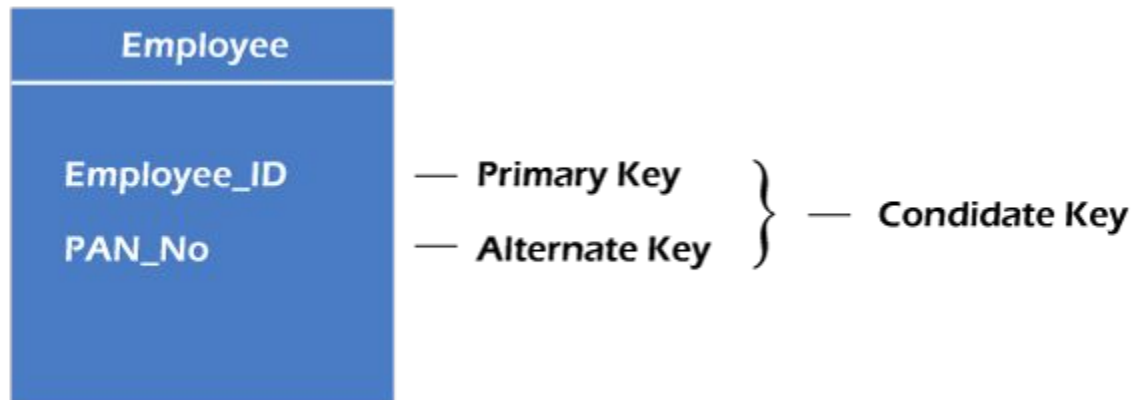 Employee
Employee_ID — Primary Key
PAN_No — Alternate Key
} — Condidate Key